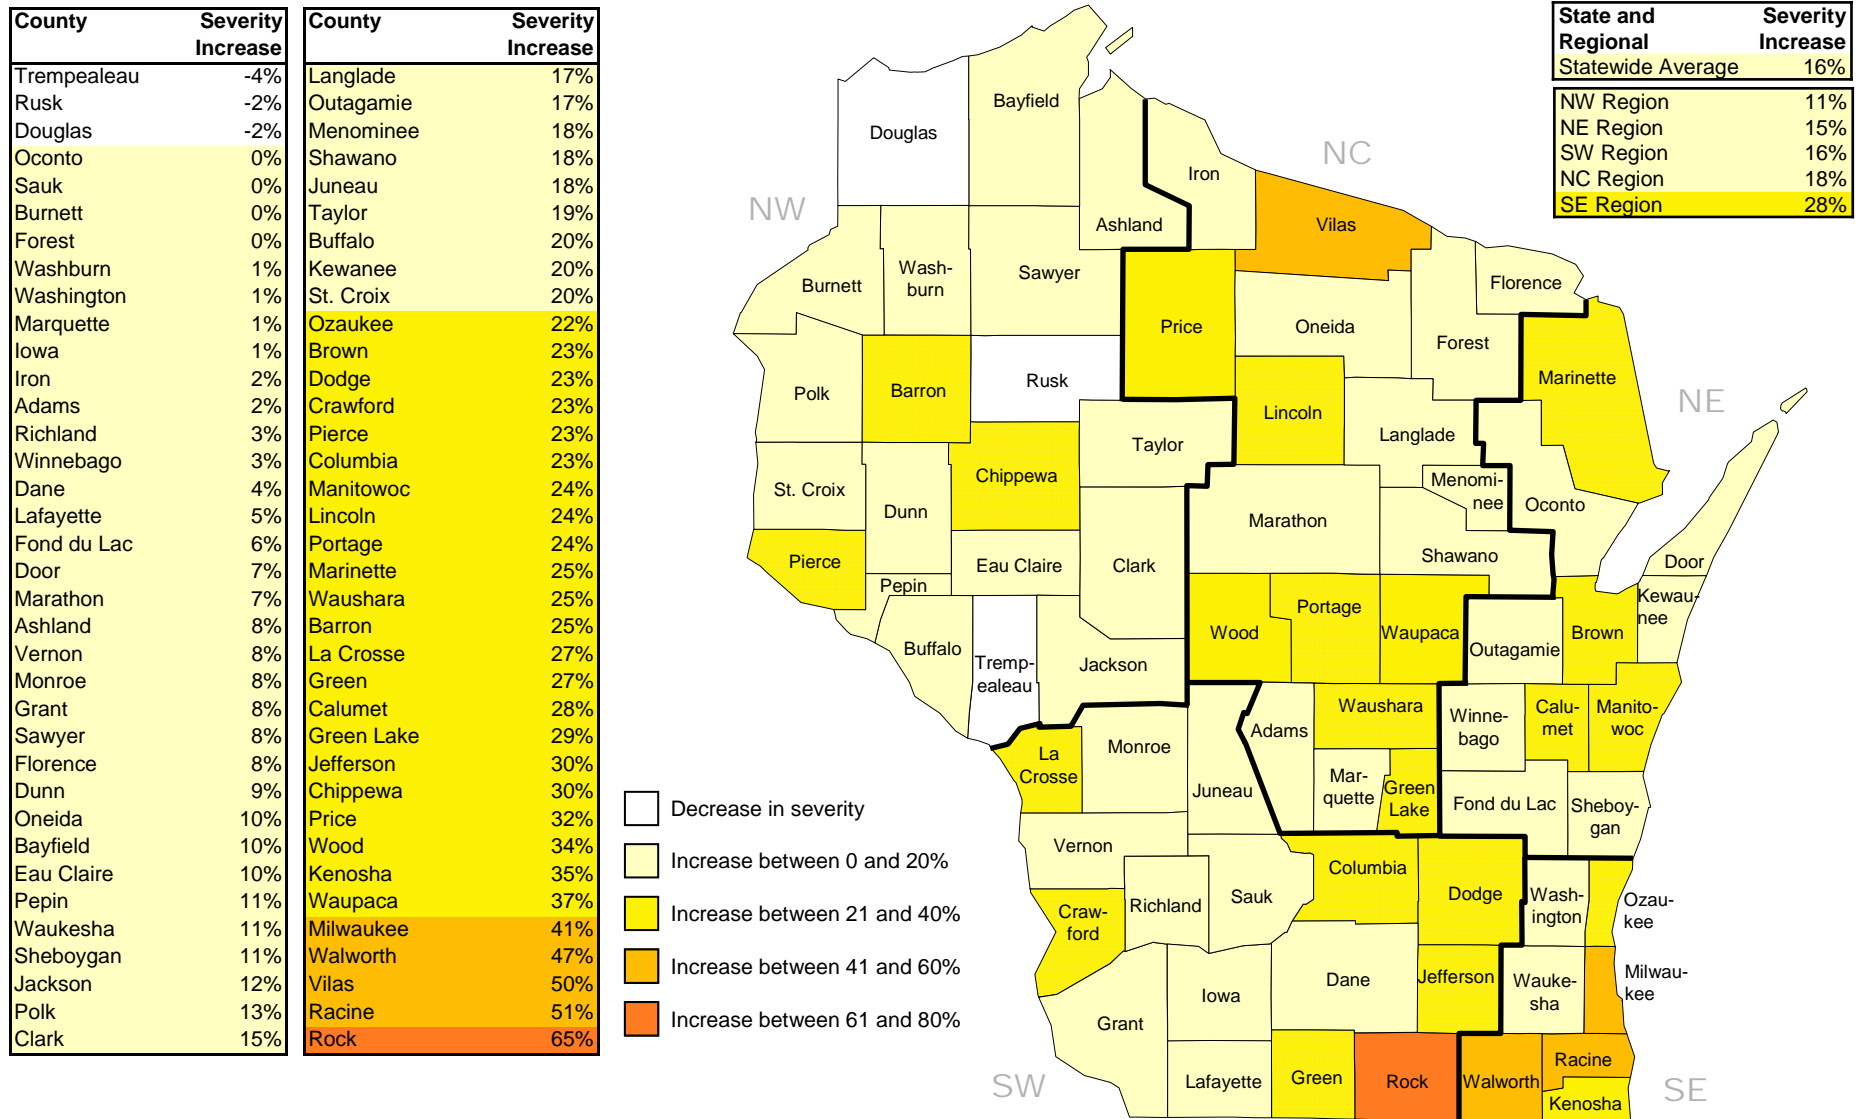 County Severity Increase
Trempealeau -4%
Rusk -2%
Douglas -2%
Oconto 0%
Sauk 0%
Burnett 0%
Forest 0%
Washburn 1%
Washington 1%
Marquette 1%
Iowa 1%
Iron 2%
Adams 2%
Richland 3%
Winnebago 3%
Dane 4%
Lafayette 5%
Fond du Lac 6%
Door 7%
Marathon 7%
Ashland 8%
Vernon 8%
Monroe 8%
Grant 8%
Sawyer 8%
Florence 8%
Dunn 9%
Oneida 10%
Bayfield 10%
Eau Claire 10%
Pepin 11%
Waukesha 11%
Sheboygan 11%
Jackson 12%
Polk 13%
Clark 15%
County Severity Increase
Langlade 17%
Outagamie 17%
Menominee 18%
Shawano 18%
Juneau 18%
Taylor 19%
Buffalo 20%
Kewanee 20%
St. Croix 20%
Ozaukee 22%
Brown 23%
Dodge 23%
Crawford 23%
Pierce 23%
Columbia 23%
Manitowoc 24%
Lincoln 24%
Portage 24%
Marinette 25%
Waushara 25%
Barron 25%
La Crosse 27%
Green 27%
Calumet 28%
Green Lake 29%
Jefferson 30%
Chippewa 30%
Price 32%
Wood 34%
Kenosha 35%
Waupaca 37%
Milwaukee 41%
Walworth 47%
Vilas 50%
Racine 51%
Rock 65%
State and Regional Severity Increase
Statewide Average 16%
NW Region 11%
NE Region 15%
SW Region 16%
NC Region 18%
SE Region 28%
Decrease in severity
Increase between 0 and 20%
Increase between 21 and 40%
Increase between 41 and 60%
Increase between 61 and 80%
NW
NC
NE
SW
SE
Douglas
Bayfield
Iron
Ashland
Vilas
Burnett
Wash-
burn
Sawyer
Price
Oneida
Florence
Forest
Marinette
Polk
Barron
Rusk
Lincoln
Langlade
Taylor
Chippewa
St. Croix
Dunn
Menomi-
nee
Oconto
Marathon
Shawano
Door
Pierce
Pepin
Eau Claire
Clark
Wood
Portage
Waupaca
Outagamie
Brown
Kewau-
nee
Buffalo
Tremp-
ealeau
Jackson
Waushara
Winne-
bago
Calu-
met
Manito-
woc
La
Crosse
Monroe
Juneau
Adams
Mar-
quette
Green
Lake
Fond du Lac
Sheboy-
gan
Vernon
Richland
Sauk
Columbia
Dodge
Wash-
ington
Ozau-
kee
Craw-
ford
Grant
Iowa
Dane
Jefferson
Wauke-
sha
Milwau-
kee
Lafayette
Green
Rock
Walworth
Racine
Kenosha